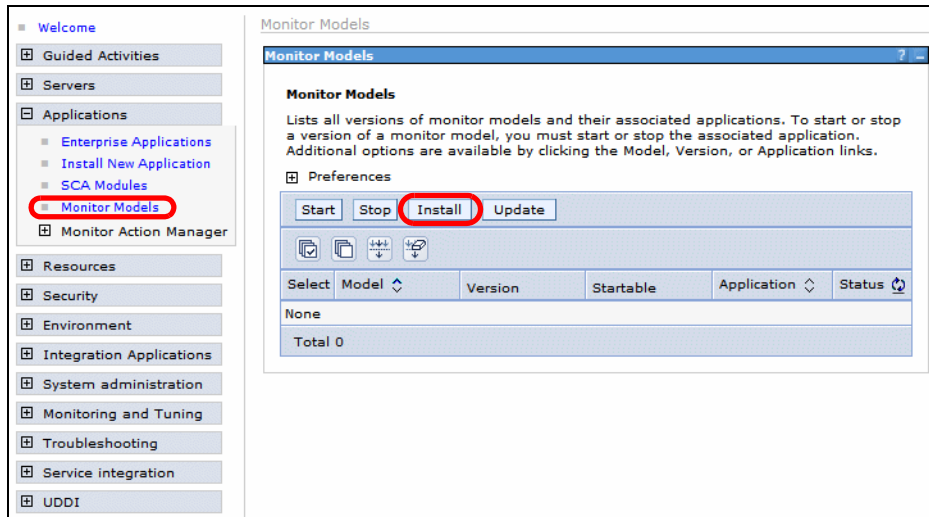 Welcome
Guided Activities
Servers
Applications
Enterprise Applications
Install New Application
SCA Modules
Monitor Models
Monitor Action Manager
Resources
Security
Environment
Integration Applications
System administration
Monitoring and Tuning
Troubleshooting
Service integration
UDDI
Monitor Models
Monitor Models ? _
Monitor Models
Lists all versions of monitor models and their associated applications. To start or stop
a version of a monitor model, you must start or stop the associated application.
Additional options are available by clicking the Model, Version, or Application links.
Preferences
Start Stop Install Update
Select Model Version Startable Application Status
None
Total 0